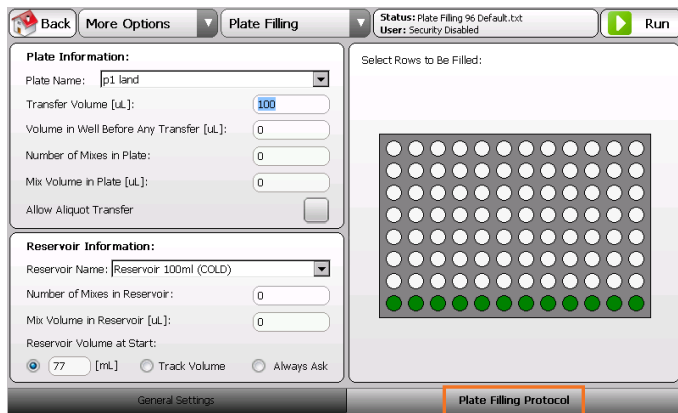 Back
More Options
Plate Filling
Status: Plate Filling 96 Default.txt
User: Security Disabled
Run
Plate Information:
Plate Name: p1 land
Transfer Volume [uL]: 100
Volume in Well Before Any Transfer [uL]: 0
Number of Mixes in Plate: 0
Mix Volume in Plate [uL]: 0
Allow Aliquot Transfer
Reservoir Information:
Reservoir Name: Reservoir 100ml (COLD)
Number of Mixes in Reservoir: 0
Mix Volume in Reservoir [uL]: 0
Reservoir Volume at Start:
77 [mL] Track Volume Always Ask
Select Rows to Be Filled:
General Settings
Plate Filling Protocol